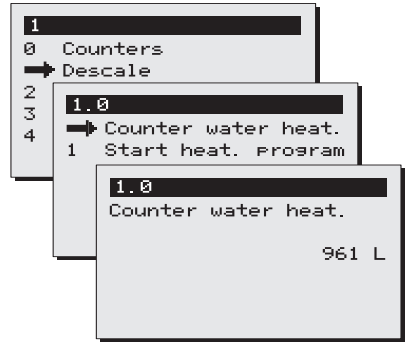 1
0 Counters
Descale
2
3
4
1.0
Counter water heat.
1 Start heat. program
1.0
Counter water heat.
961 L